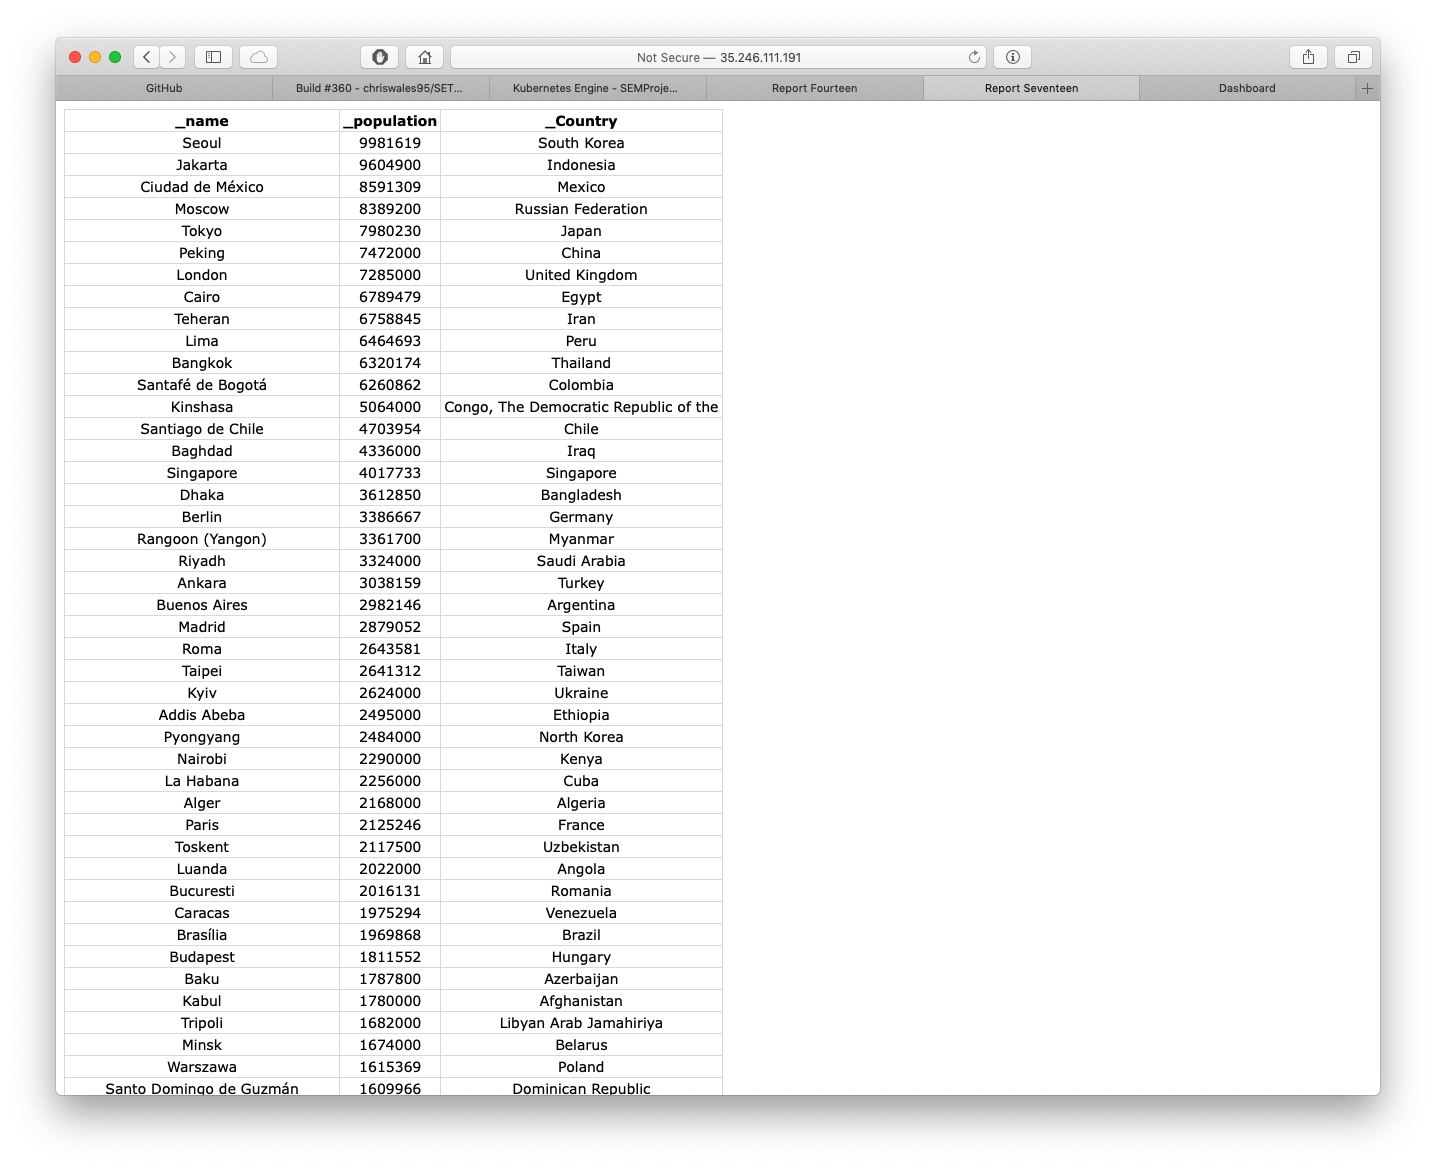 Not Secure — 35.246.111.191
GitHub Build #360 - chriswales95/SET... Kubernetes Engine - SEMProje... Report Fourteen Report Seventeen Dashboard
_name _population _Country
Seoul 9981619 South Korea
Jakarta 9604900 Indonesia
Ciudad de México 8591309 Mexico
Moscow 8389200 Russian Federation
Tokyo 7980230 Japan
Peking 7472000 China
London 7285000 United Kingdom
Cairo 6789479 Egypt
Teheran 6758845 Iran
Lima 6464693 Peru
Bangkok 6320174 Thailand
Santafé de Bogotá 6260862 Colombia
Kinshasa 5064000 Congo, The Democratic Republic of the
Santiago de Chile 4703954 Chile
Baghdad 4336000 Iraq
Singapore 4017733 Singapore
Dhaka 3612850 Bangladesh
Berlin 3386667 Germany
Rangoon (Yangon) 3361700 Myanmar
Riyadh 3324000 Saudi Arabia
Ankara 3038159 Turkey
Buenos Aires 2982146 Argentina
Madrid 2879052 Spain
Roma 2643581 Italy
Taipei 2641312 Taiwan
Kyiv 2624000 Ukraine
Addis Abeba 2495000 Ethiopia
Pyongyang 2484000 North Korea
Nairobi 2290000 Kenya
La Habana 2256000 Cuba
Alger 2168000 Algeria
Paris 2125246 France
Toskent 2117500 Uzbekistan
Luanda 2022000 Angola
Bucuresti 2016131 Romania
Caracas 1975294 Venezuela
Brasília 1969868 Brazil
Budapest 1811552 Hungary
Baku 1787800 Azerbaijan
Kabul 1780000 Afghanistan
Tripoli 1682000 Libyan Arab Jamahiriya
Minsk 1674000 Belarus
Warszawa 1615369 Poland
Santo Domingo de Guzmán 1609966 Dominican Republic